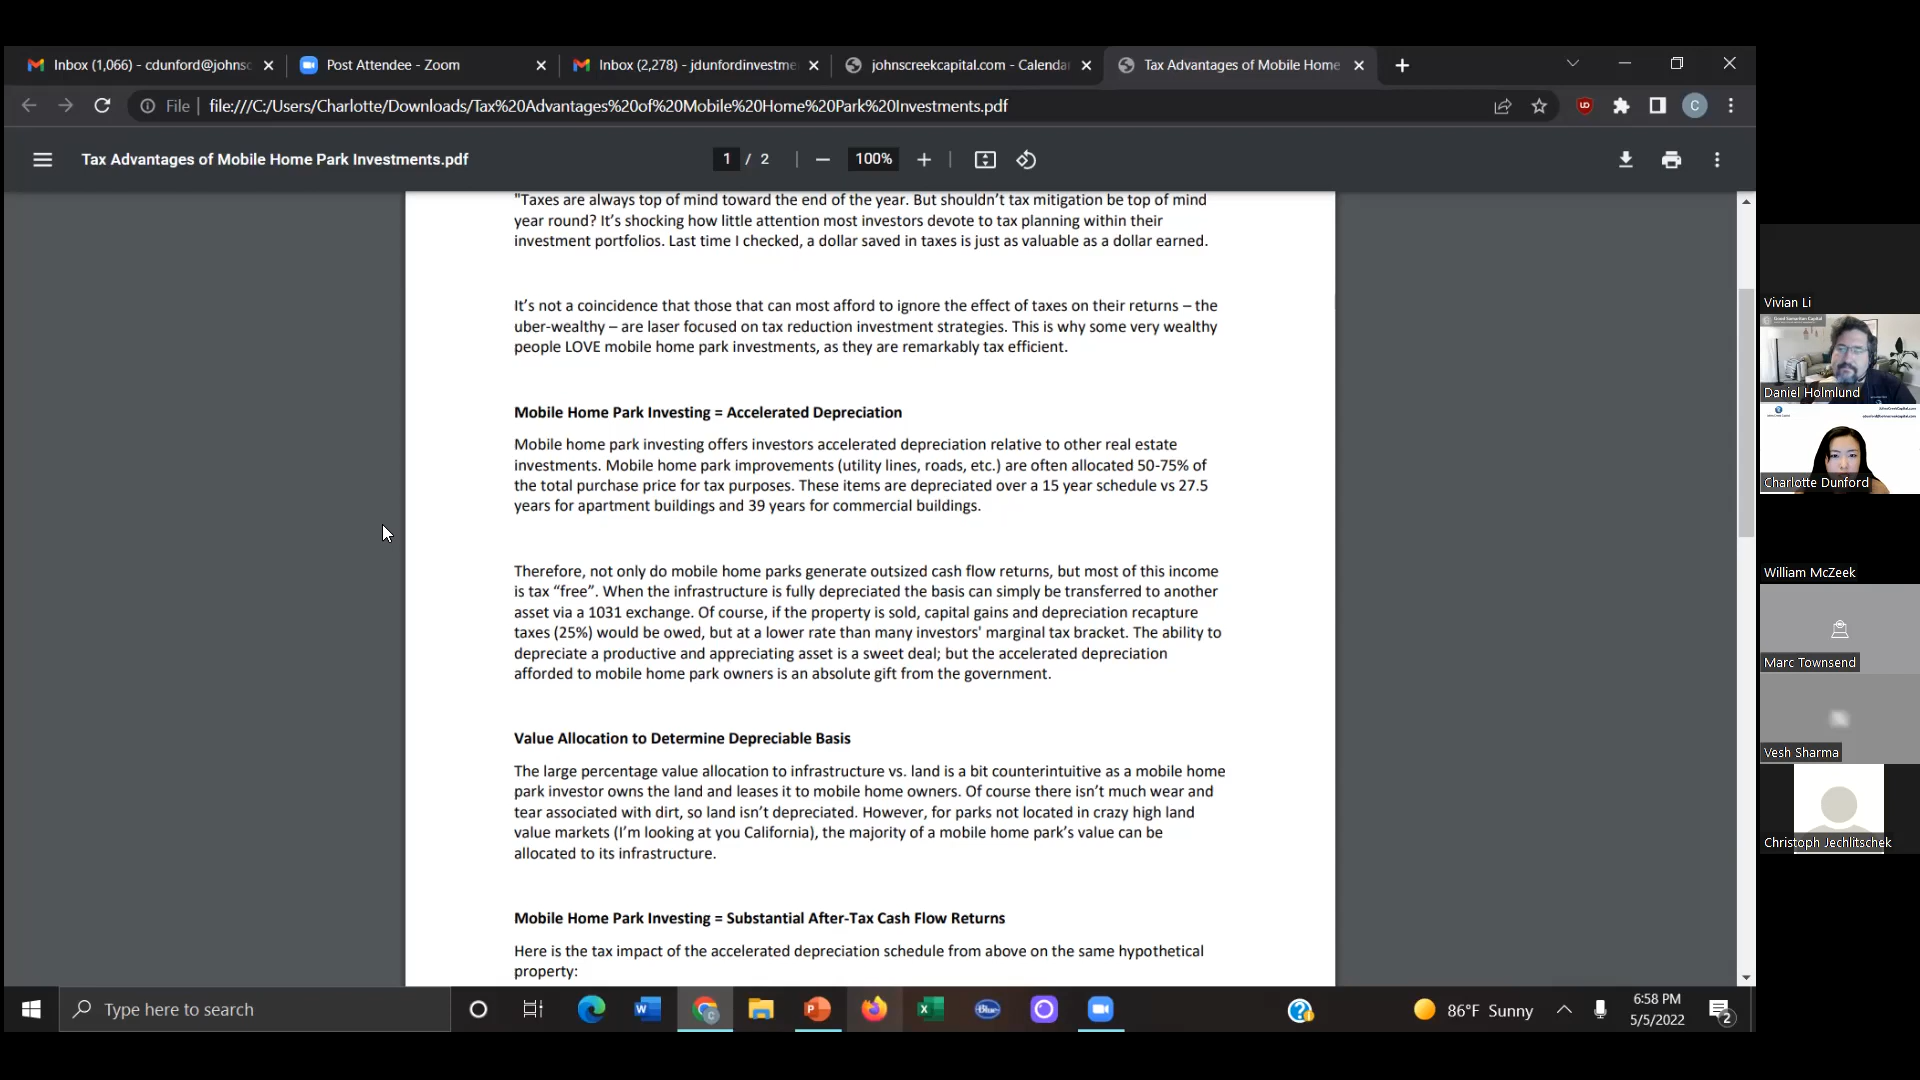 Inbox (1,066) - cdunford@johnsc
Post Attendee - Zoom
Inbox (2,278) - jdunfordinvestme
johnscreekcapital.com - Calenda
Tax Advantages of Mobile Home
File
file:///C:/Users/Charlotte/Downloads/Tax%20Advantages%20of%20Mobile%20Home%20Park%20Investments.pdf
C
Tax Advantages of Mobile Home Park Investments.pdf
1 / 2
100%
"Taxes are always top of mind toward the end of the year. But shouldn't tax mitigation be top of mind
year round? It's shocking how little attention most investors devote to tax planning within their
investment portfolios. Last time I checked, a dollar saved in taxes is just as valuable as a dollar earned.
It's not a coincidence that those that can most afford to ignore the effect of taxes on their returns – the
uber-wealthy – are laser focused on tax reduction investment strategies. This is why some very wealthy
people LOVE mobile home park investments, as they are remarkably tax efficient.
Mobile Home Park Investing = Accelerated Depreciation
Mobile home park investing offers investors accelerated depreciation relative to other real estate
investments. Mobile home park improvements (utility lines, roads, etc.) are often allocated 50-75% of
the total purchase price for tax purposes. These items are depreciated over a 15 year schedule vs 27.5
years for apartment buildings and 39 years for commercial buildings.
Therefore, not only do mobile home parks generate outsized cash flow returns, but most of this income
is tax “free”. When the infrastructure is fully depreciated the basis can simply be transferred to another
asset via a 1031 exchange. Of course, if the property is sold, capital gains and depreciation recapture
taxes (25%) would be owed, but at a lower rate than many investors' marginal tax bracket. The ability to
depreciate a productive and appreciating asset is a sweet deal; but the accelerated depreciation
afforded to mobile home park owners is an absolute gift from the government.
Value Allocation to Determine Depreciable Basis
The large percentage value allocation to infrastructure vs. land is a bit counterintuitive as a mobile home
park investor owns the land and leases it to mobile home owners. Of course there isn't much wear and
tear associated with dirt, so land isn't depreciated. However, for parks not located in crazy high land
value markets (I'm looking at you California), the majority of a mobile home park's value can be
allocated to its infrastructure.
Mobile Home Park Investing = Substantial After-Tax Cash Flow Returns
Here is the tax impact of the accelerated depreciation schedule from above on the same hypothetical
property:
Vivian Li
Daniel Holmlund
Charlotte Dunford
William McZeek
Marc Townsend
Vesh Sharma
Christoph Jechlitschek
Type here to search
Blue
86°F Sunny
6:58 PM
5/5/2022
2